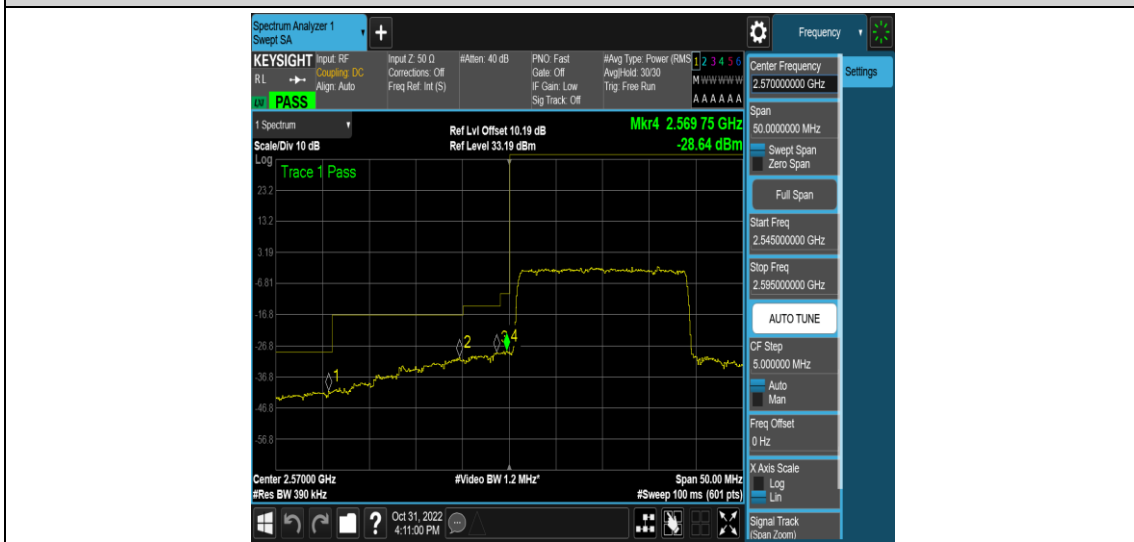 Spectrum Analyzer 1
Swept SA
+
Frequency
KEYSIGHT
RL
PASS
Input: RF
Coupling: DC
Align: Auto
Input Z: 50 Ω
Corrections: Off
Freq Ref: Int (S)
#Atten: 40 dB
PNO: Fast
Gate: Off
IF Gain: Low
Sig Track: Off
#Avg Type: Power (RMS
Avg|Hold: 30/30
Trig: Free Run
1 2 3 4 5 6
M W W W W W
A A A A A A
1 Spectrum
Scale/Div 10 dB
Ref Lvl Offset 10.19 dB
Ref Level 33.19 dBm
Mkr4 2.569 75 GHz
-28.64 dBm
Log
Trace 1 Pass
23.2
13.2
3.19
-6.81
-16.8
-26.8
-36.8
-46.8
-56.8
1
2
3
4
Center 2.57000 GHz
#Video BW 1.2 MHz*
Span 50.00 MHz
#Res BW 390 kHz
#Sweep 100 ms (601 pts)
Center Frequency
2.570000000 GHz
Settings
Span
50.0000000 MHz
Swept Span
Zero Span
Full Span
Start Freq
2.545000000 GHz
Stop Freq
2.595000000 GHz
AUTO TUNE
CF Step
5.000000 MHz
Auto
Man
Freq Offset
0 Hz
X Axis Scale
Log
Lin
Signal Track
(Span Zoom)
?
Oct 31, 2022
4:11:00 PM